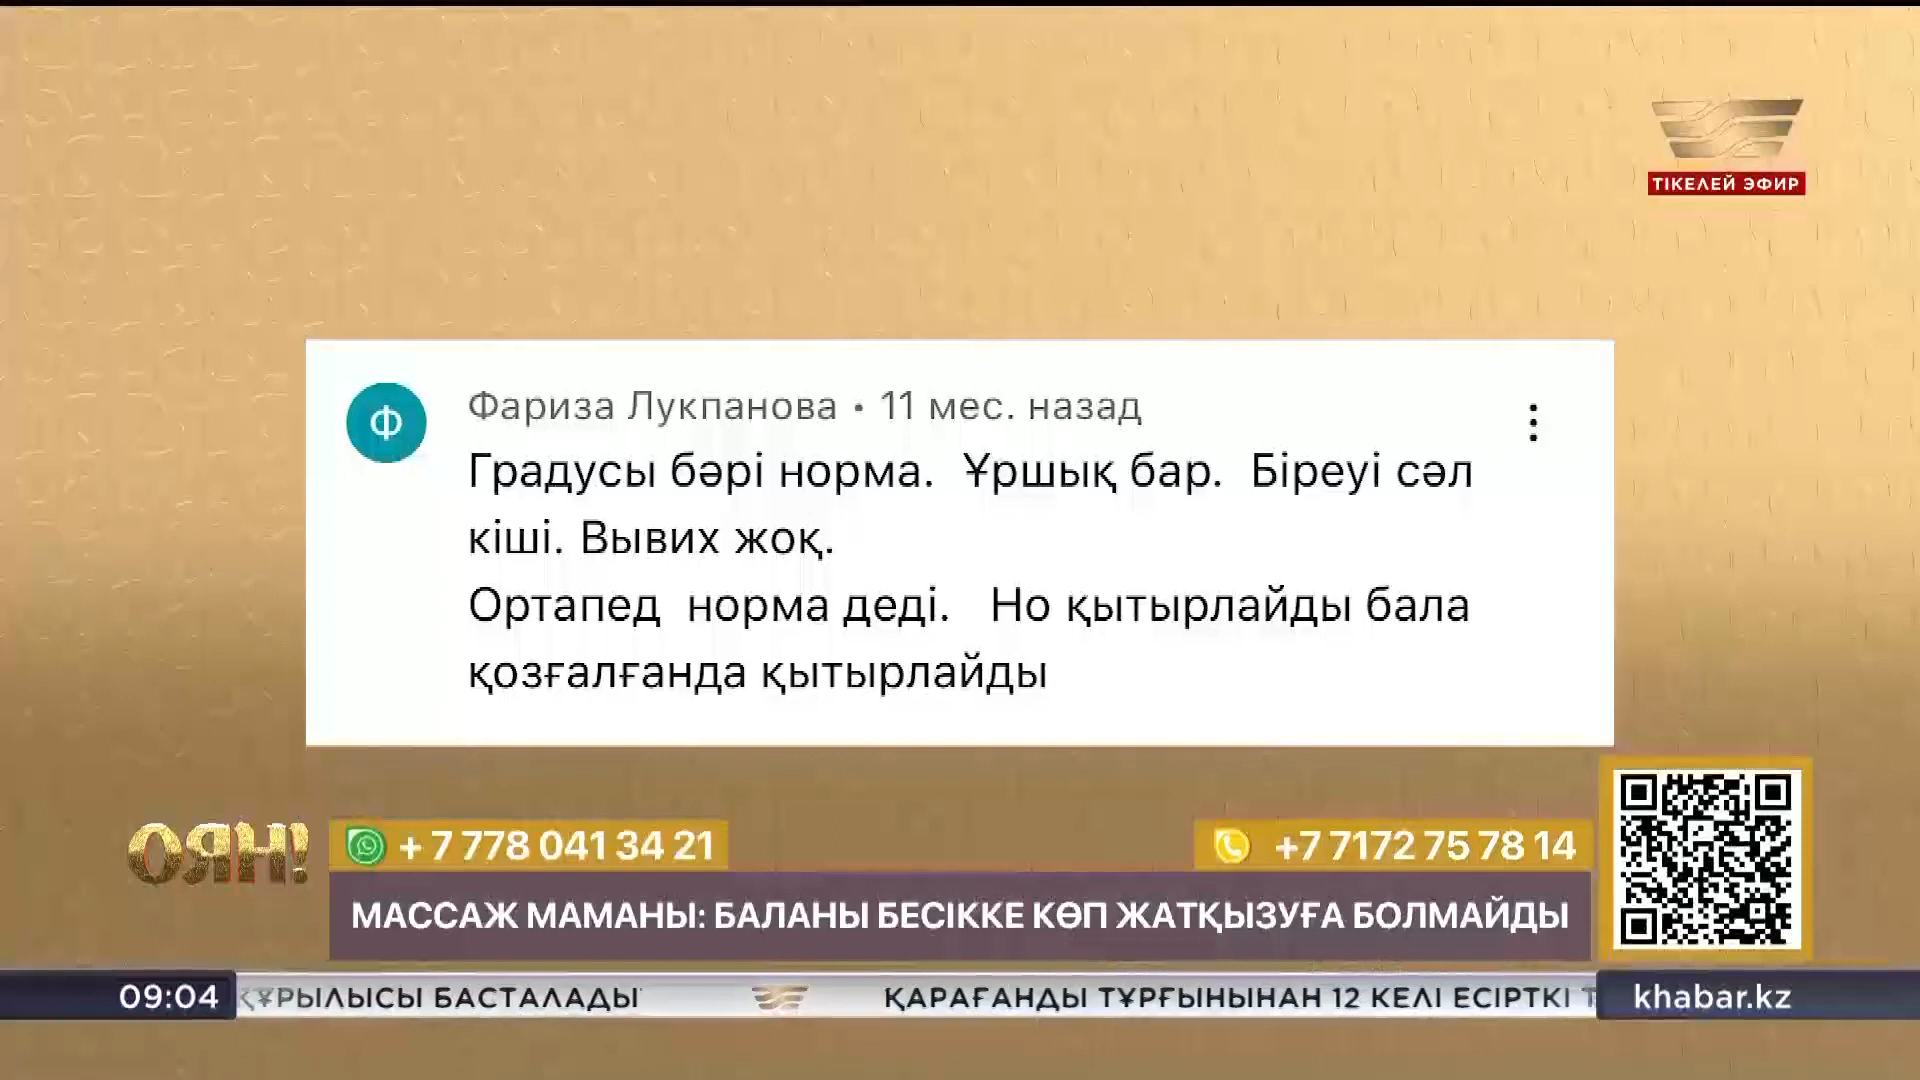 ТІКЕЛЕЙ ЭФИР
Фариза Лукпанова • 11 мес. назад
Ф
Градусы бәрі норма. Ұршық бар. Біреуі сәл
кіші. Вывих жоқ.
Ортапед норма деді. Но қытырлайды бала
қозғалғанда қытырлайды
ОЯН!
+ 7 778 041 34 21
+7 7172 75 78 14
МАССАЖ МАМАНЫ: БАЛАНЫ БЕСІККЕ КӨП ЖАТҚЫЗУҒА БОЛМАЙДЫ
09:04
ҚҰРЫЛЫСЫ БАСТАЛАДЫ
ҚАРАҒАНДЫ ТҰРҒЫНЫНАН 12 КЕЛІ ЕСІРТКІ
khabar.kz